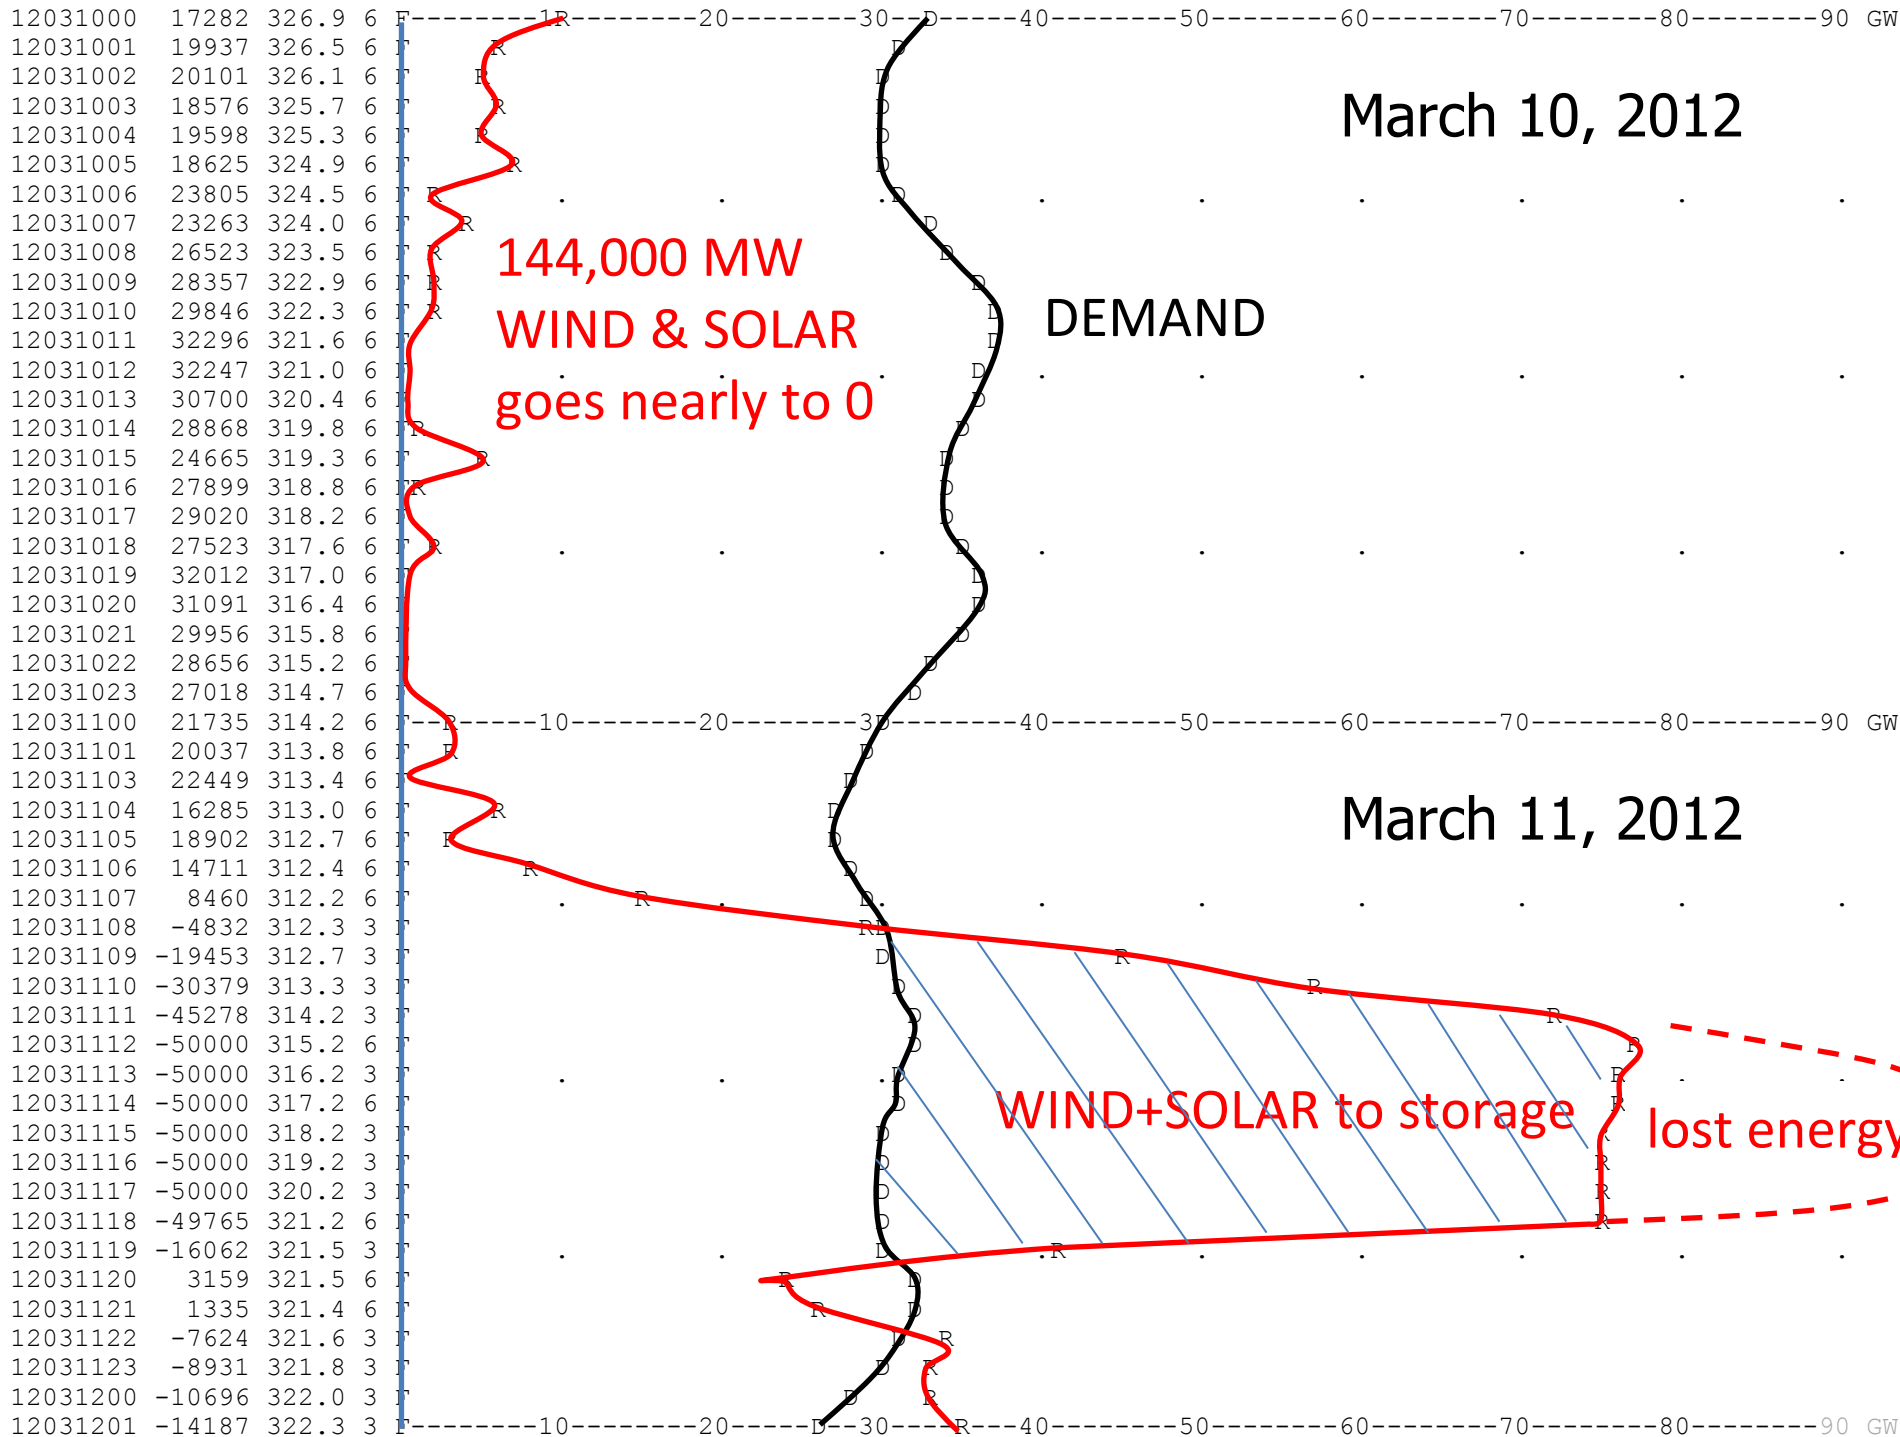 12031000 17282 326.9 6 F--------1R--------20--------30--D------40--------50--------60--------70--------80--------90 GW
12031001 19937 326.5 6 F R D
12031002 20101 326.1 6 F R D
12031003 18576 325.7 6 F R D
March 10, 2012
12031004 19598 325.3 6 F R D
12031005 18625 324.9 6 F R D
12031006 23805 324.5 6 F R . . D . . . . . .
12031007 23263 324.0 6 F R D
12031008 26523 323.5 6 F R D
144,000 MW
12031009 28357 322.9 6 F R D
12031010 29846 322.3 6 F R D
WIND & SOLAR
DEMAND
12031011 32296 321.6 6 F D
12031012 32247 321.0 6 F . . . D . . . . . .
12031013 30700 320.4 6 F D
goes nearly to 0
12031014 28868 319.8 6 FR D
12031015 24665 319.3 6 F R D
12031016 27899 318.8 6 FR D
12031017 29020 318.2 6 F D
12031018 27523 317.6 6 F R . . . D . . . . . .
12031019 32012 317.0 6 F D
12031020 31091 316.4 6 F D
12031021 29956 315.8 6 F D
12031022 28656 315.2 6 F D
12031023 27018 314.7 6 F D
12031100 21735 314.2 6 F--R------10--------20--------3D--------40--------50--------60--------70--------80--------90 GW
12031101 20037 313.8 6 F R D
12031103 22449 313.4 6 F D
12031104 16285 313.0 6 F R D
March 11, 2012
12031105 18902 312.7 6 F R D
12031106 14711 312.4 6 F R D
12031107 8460 312.2 6 F . R . D. . . . . . .
12031108 -4832 312.3 3 F RD
12031109 -19453 312.7 3 F D R
12031110 -30379 313.3 3 F D R
12031111 -45278 314.2 3 F D R
12031112 -50000 315.2 6 F D R
12031113 -50000 316.2 3 F . . .D . . . . R . .
12031114 -50000 317.2 6 F D R
WIND+SOLAR to storage
lost energy
12031115 -50000 318.2 3 F D R
12031116 -50000 319.2 3 F D R
12031117 -50000 320.2 3 F D R
12031118 -49765 321.2 6 F D R
12031119 -16062 321.5 3 F . . D .R . . . . .
12031120 3159 321.5 6 F R D
12031121 1335 321.4 6 F R D
12031122 -7624 321.6 3 F D R
12031123 -8931 321.8 3 F D R
12031200 -10696 322.0 3 F D R
12031201 -14187 322.3 3 F---------10--------20-----D--30----R---40--------50--------60--------70--------80--------90 GW